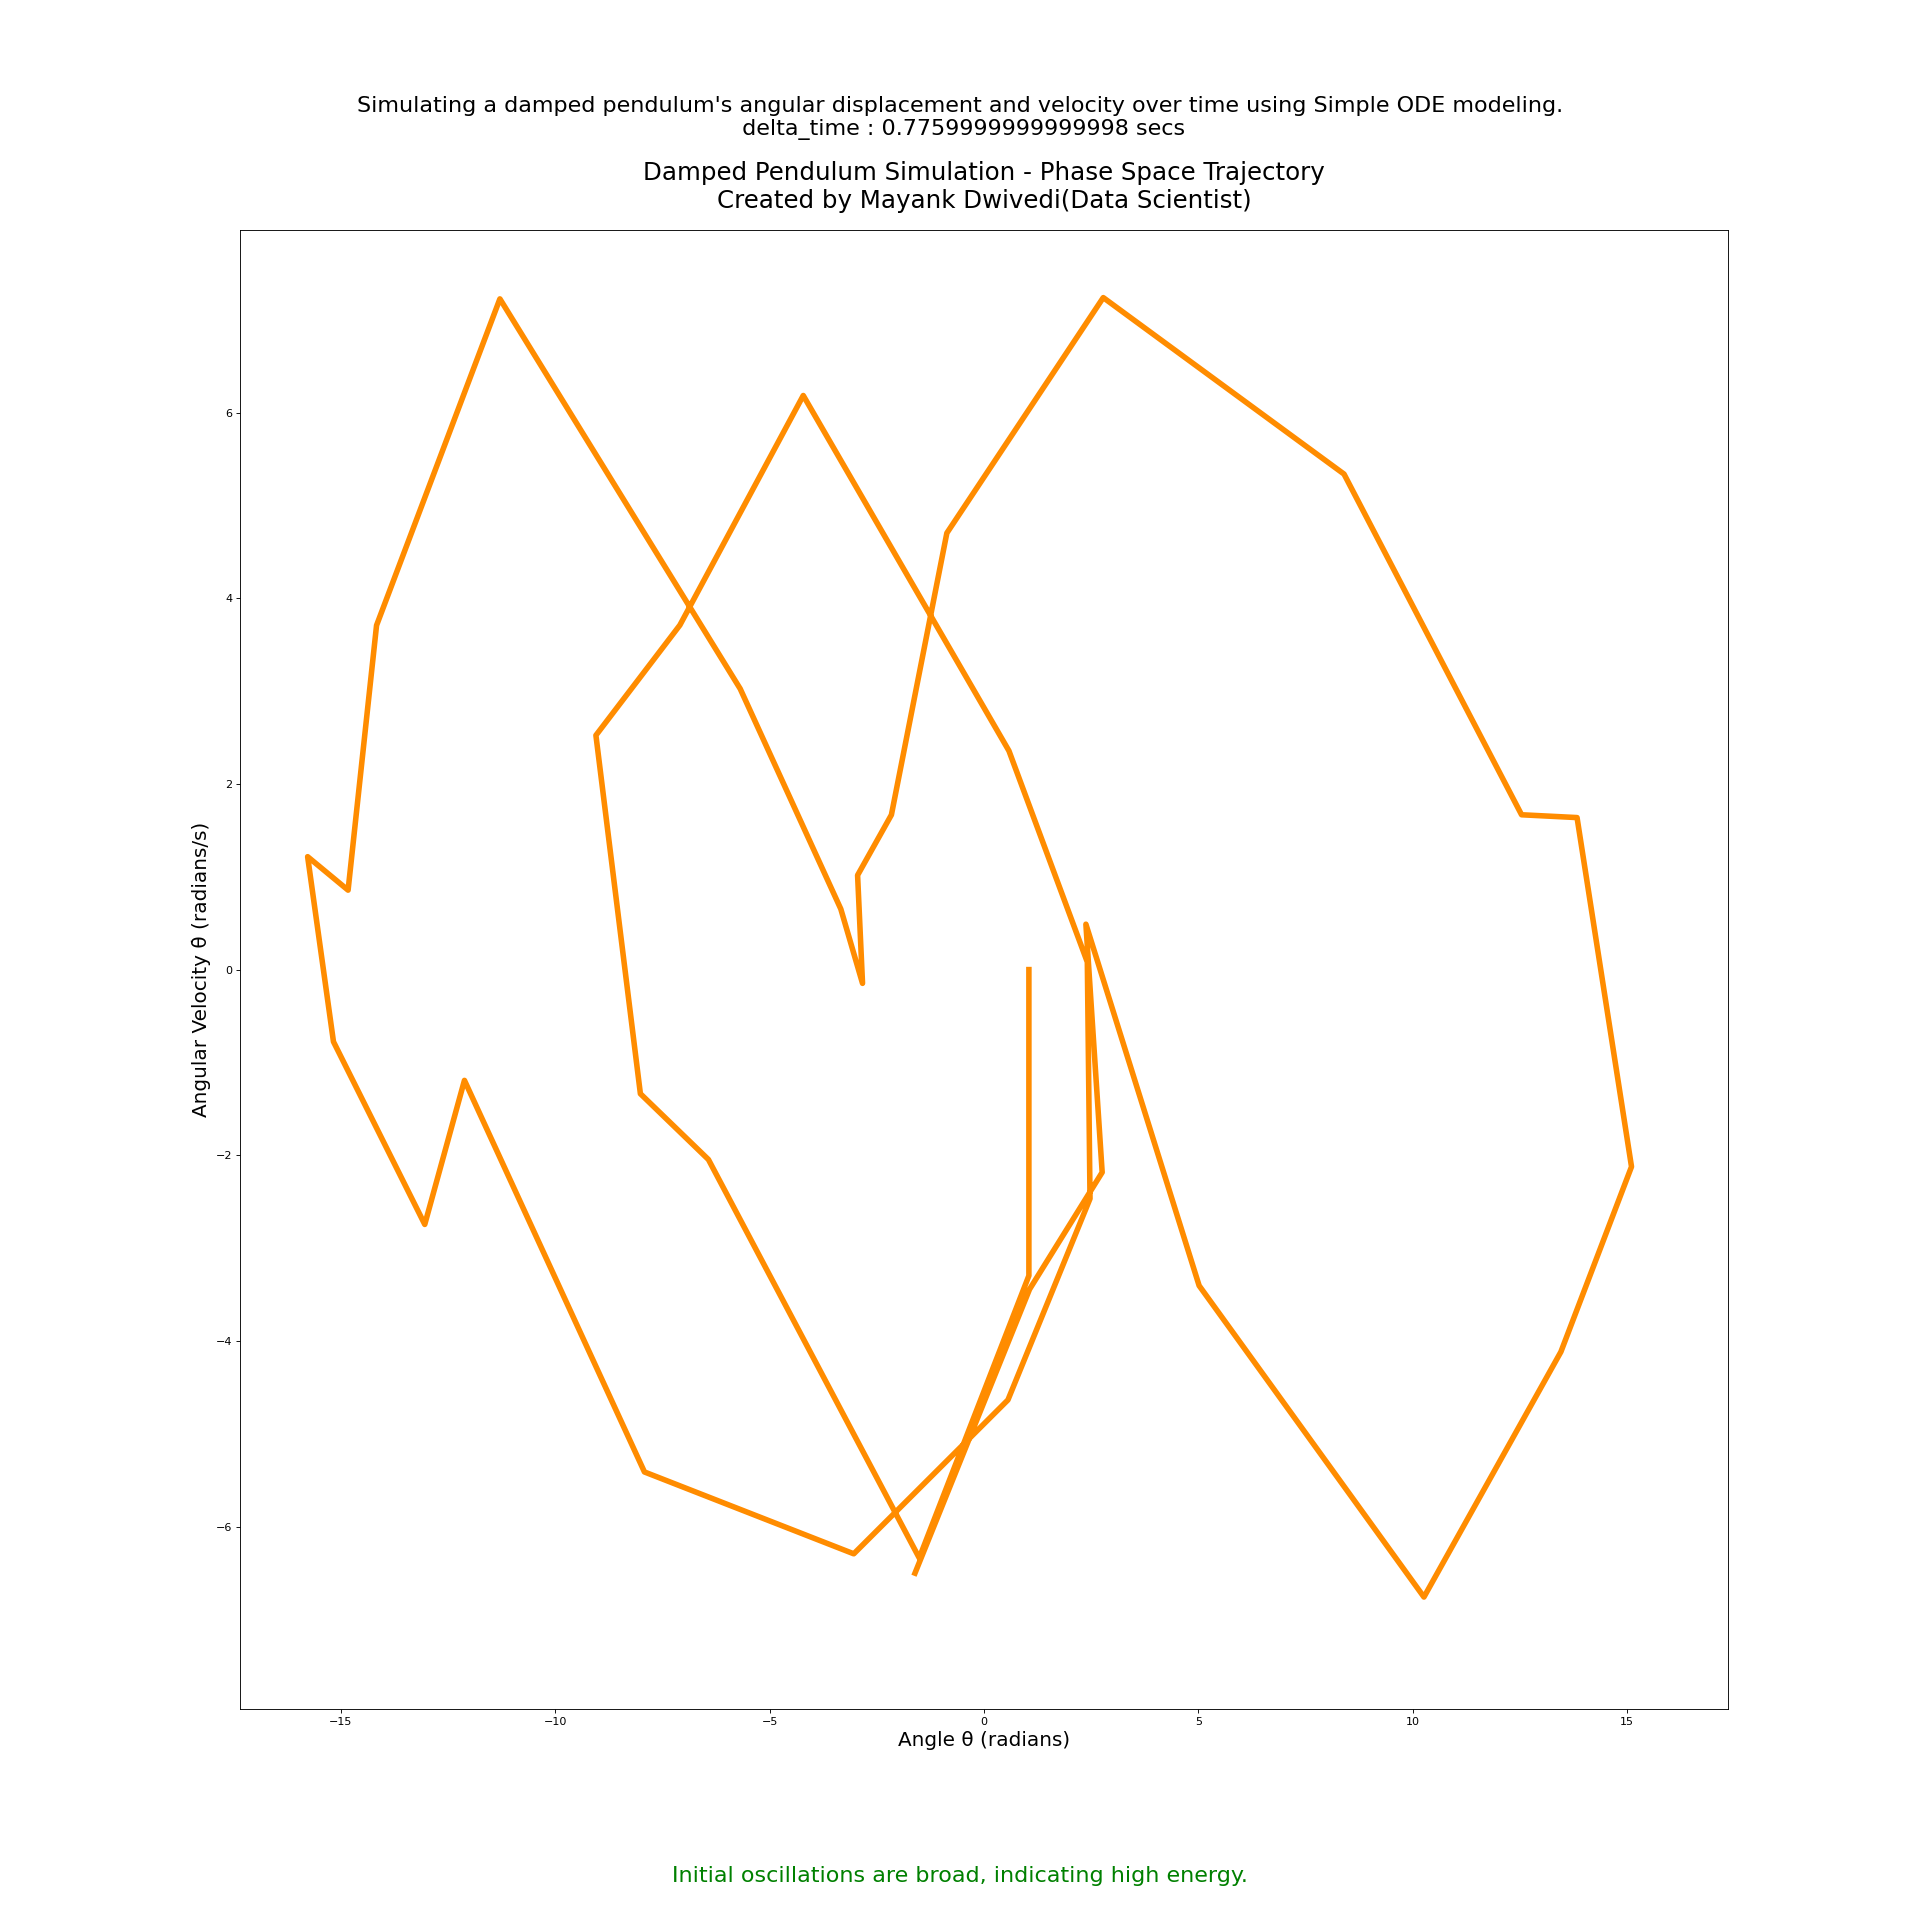 Simulating a damped pendulum's angular displacement and velocity over time using Simple ODE modeling.
delta_time : 0.7759999999999998 secs
Damped Pendulum Simulation - Phase Space Trajectory
Created by Mayank Dwivedi(Data Scientist)
Angular Velocity θ̇ (radians/s)
6
4
2
0
−2
−4
−6
−15
−10
−5
0
5
10
15
Angle θ (radians)
Initial oscillations are broad, indicating high energy.